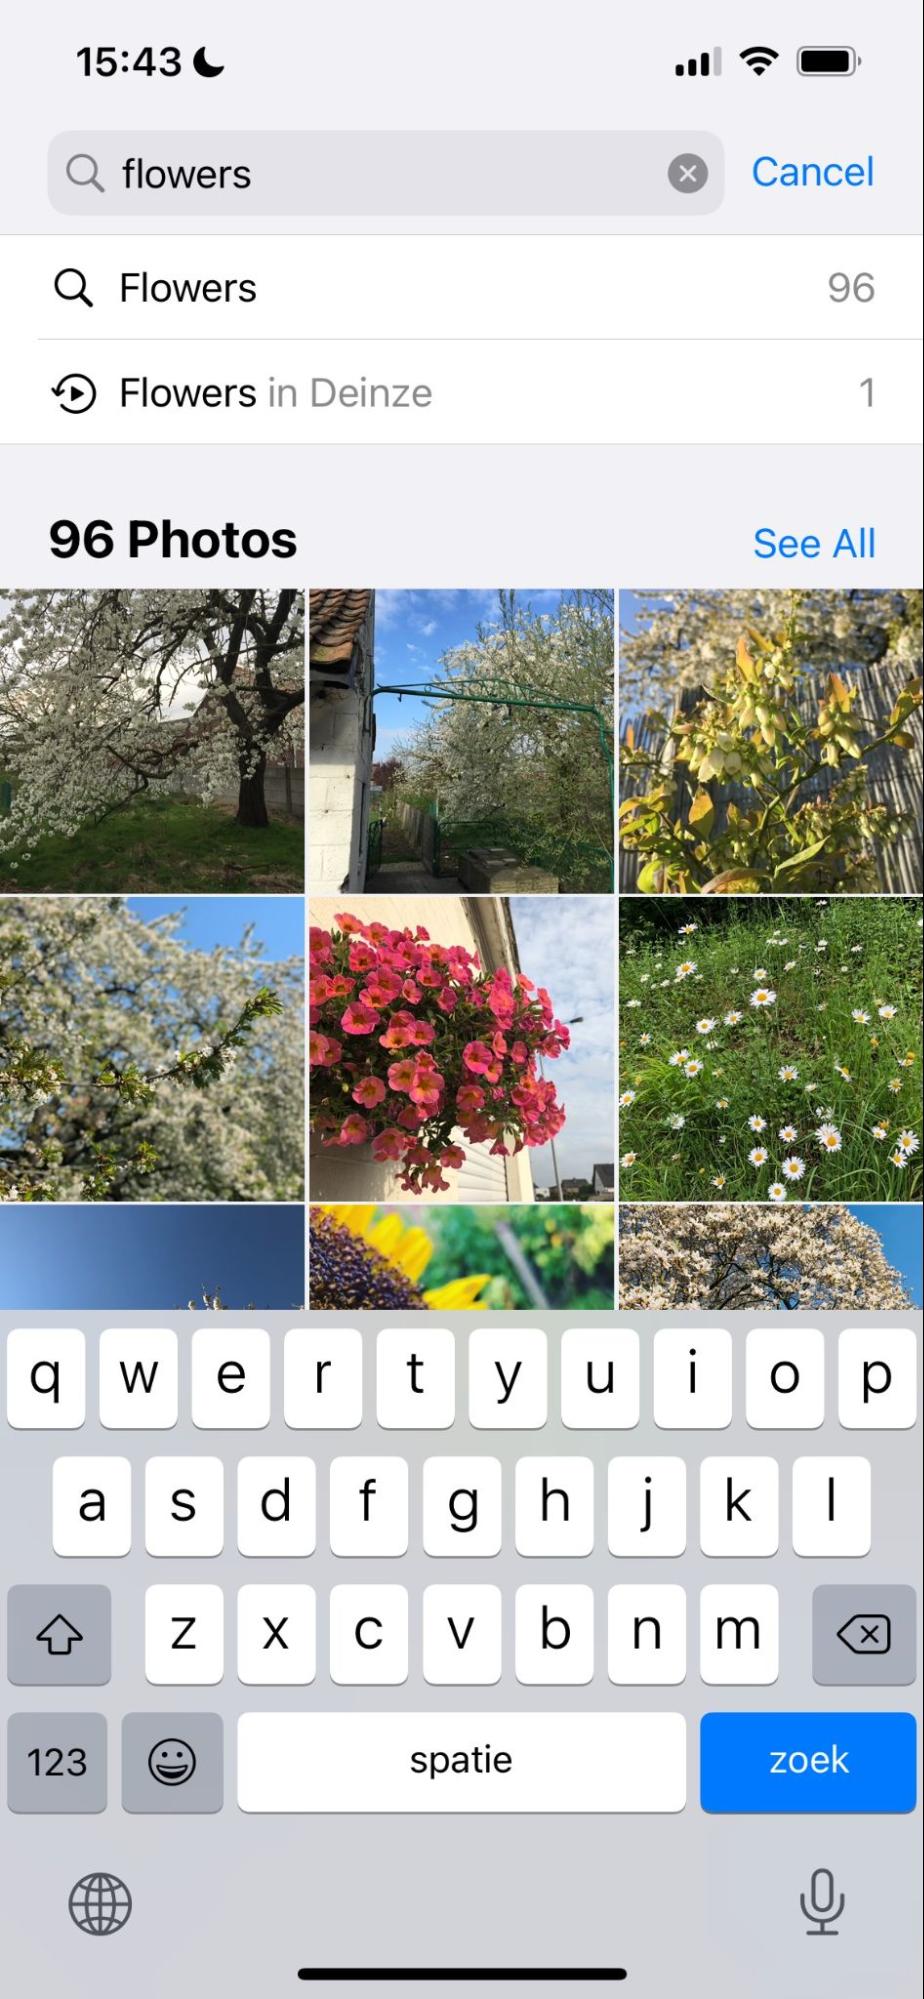 15:43
flowers Cancel
Flowers 96
Flowers in Deinze 1
96 Photos See All
q w e r t y u i o p
a s d f g h j k l
z x c v b n m
123 spatie zoek